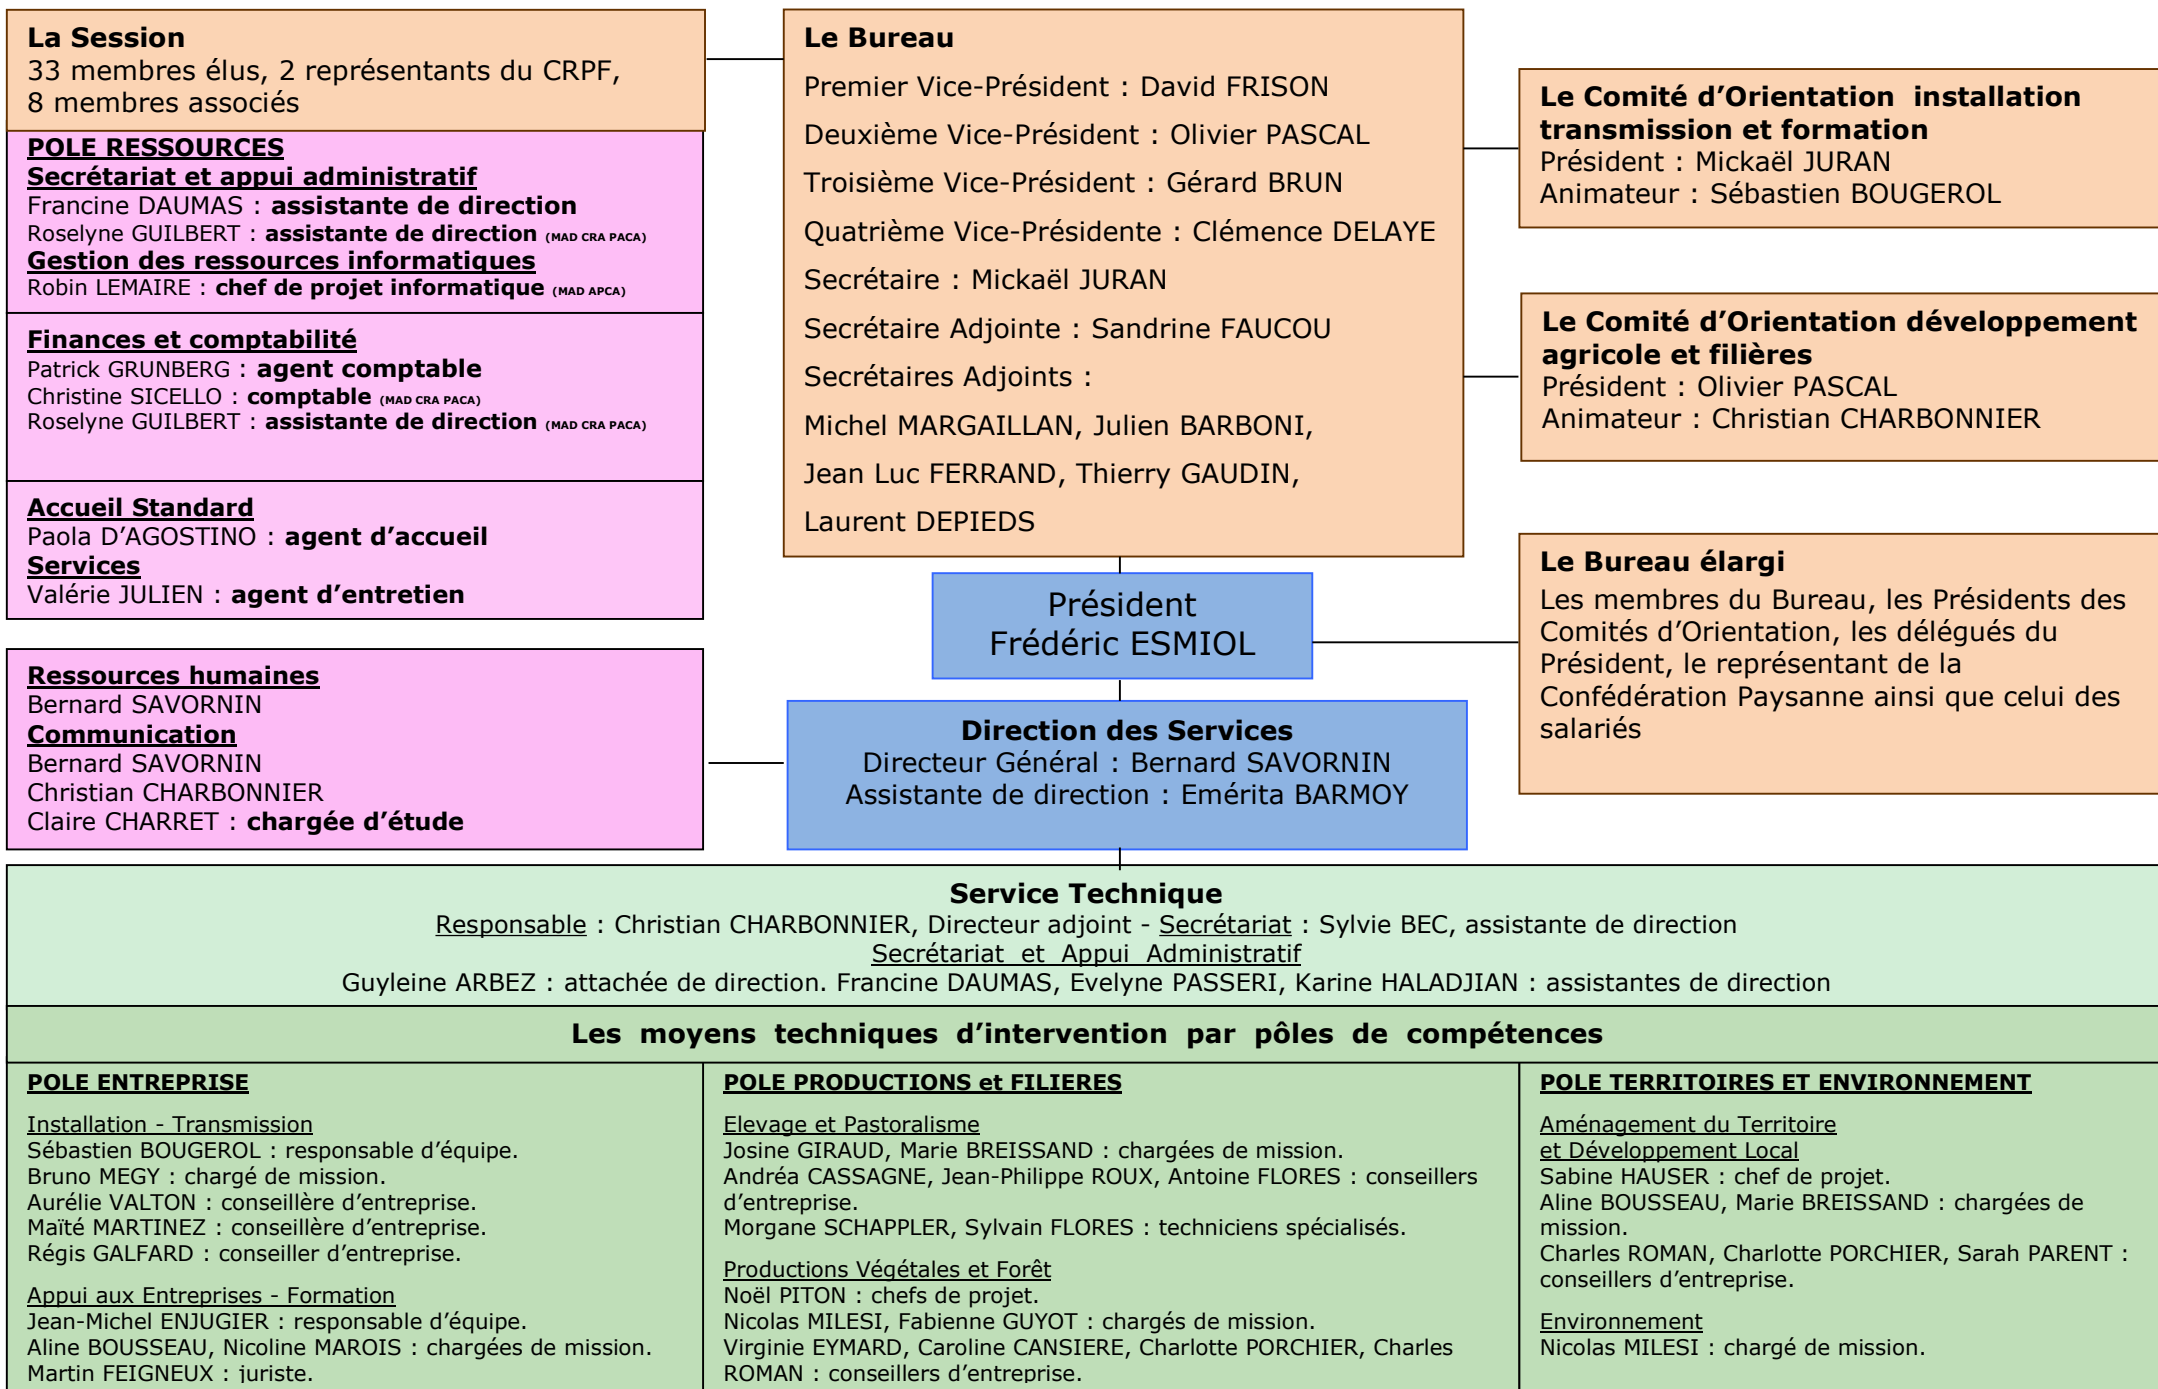 La Session
33 membres élus, 2 représentants du CRPF,
8 membres associés
POLE RESSOURCES
Secrétariat et appui administratif
Francine DAUMAS : assistante de direction
Roselyne GUILBERT : assistante de direction (MAD CRA PACA)
Gestion des ressources informatiques
Robin LEMAIRE : chef de projet informatique (MAD APCA)
Finances et comptabilité
Patrick GRUNBERG : agent comptable
Christine SICELLO : comptable (MAD CRA PACA)
Roselyne GUILBERT : assistante de direction (MAD CRA PACA)
Accueil Standard
Paola D’AGOSTINO : agent d’accueil
Services
Valérie JULIEN : agent d’entretien
Ressources humaines
Bernard SAVORNIN
Communication
Bernard SAVORNIN
Christian CHARBONNIER
Claire CHARRET : chargée d’étude
Le Bureau
Premier Vice-Président : David FRISON
Deuxième Vice-Président : Olivier PASCAL
Troisième Vice-Président : Gérard BRUN
Quatrième Vice-Présidente : Clémence DELAYE
Secrétaire : Mickaël JURAN
Secrétaire Adjointe : Sandrine FAUCOU
Secrétaires Adjoints :
Michel MARGAILLAN, Julien BARBONI,
Jean Luc FERRAND, Thierry GAUDIN,
Laurent DEPIEDS
Président
Frédéric ESMIOL
Direction des Services
Directeur Général : Bernard SAVORNIN
Assistante de direction : Emérita BARMOY
Le Comité d’Orientation installation
transmission et formation
Président : Mickaël JURAN
Animateur : Sébastien BOUGEROL
Le Comité d’Orientation développement
agricole et filières
Président : Olivier PASCAL
Animateur : Christian CHARBONNIER
Le Bureau élargi
Les membres du Bureau, les Présidents des
Comités d’Orientation, les délégués du
Président, le représentant de la
Confédération Paysanne ainsi que celui des
salariés
Service Technique
Responsable : Christian CHARBONNIER, Directeur adjoint - Secrétariat : Sylvie BEC, assistante de direction
Secrétariat et Appui Administratif
Guyleine ARBEZ : attachée de direction. Francine DAUMAS, Evelyne PASSERI, Karine HALADJIAN : assistantes de direction
Les moyens techniques d’intervention par pôles de compétences
POLE ENTREPRISE
Installation - Transmission
Sébastien BOUGEROL : responsable d’équipe.
Bruno MEGY : chargé de mission.
Aurélie VALTON : conseillère d’entreprise.
Maïté MARTINEZ : conseillère d’entreprise.
Régis GALFARD : conseiller d’entreprise.
Appui aux Entreprises - Formation
Jean-Michel ENJUGIER : responsable d’équipe.
Aline BOUSSEAU, Nicoline MAROIS : chargées de mission.
Martin FEIGNEUX : juriste.
POLE PRODUCTIONS et FILIERES
Elevage et Pastoralisme
Josine GIRAUD, Marie BREISSAND : chargées de mission.
Andréa CASSAGNE, Jean-Philippe ROUX, Antoine FLORES : conseillers
d’entreprise.
Morgane SCHAPPLER, Sylvain FLORES : techniciens spécialisés.
Productions Végétales et Forêt
Noël PITON : chefs de projet.
Nicolas MILESI, Fabienne GUYOT : chargés de mission.
Virginie EYMARD, Caroline CANSIERE, Charlotte PORCHIER, Charles
ROMAN : conseillers d’entreprise.
POLE TERRITOIRES ET ENVIRONNEMENT
Aménagement du Territoire
et Développement Local
Sabine HAUSER : chef de projet.
Aline BOUSSEAU, Marie BREISSAND : chargées de
mission.
Charles ROMAN, Charlotte PORCHIER, Sarah PARENT :
conseillers d’entreprise.
Environnement
Nicolas MILESI : chargé de mission.